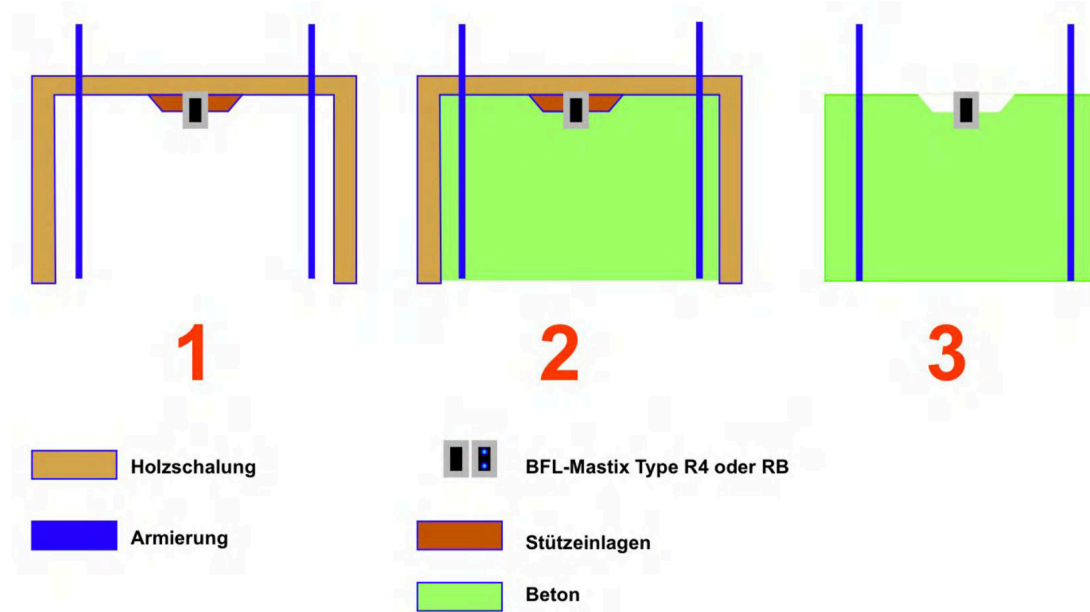 1
2
3
Holzschalung
BFL-Mastix Type R4 oder RB
Armierung
Stützeinlagen
Beton